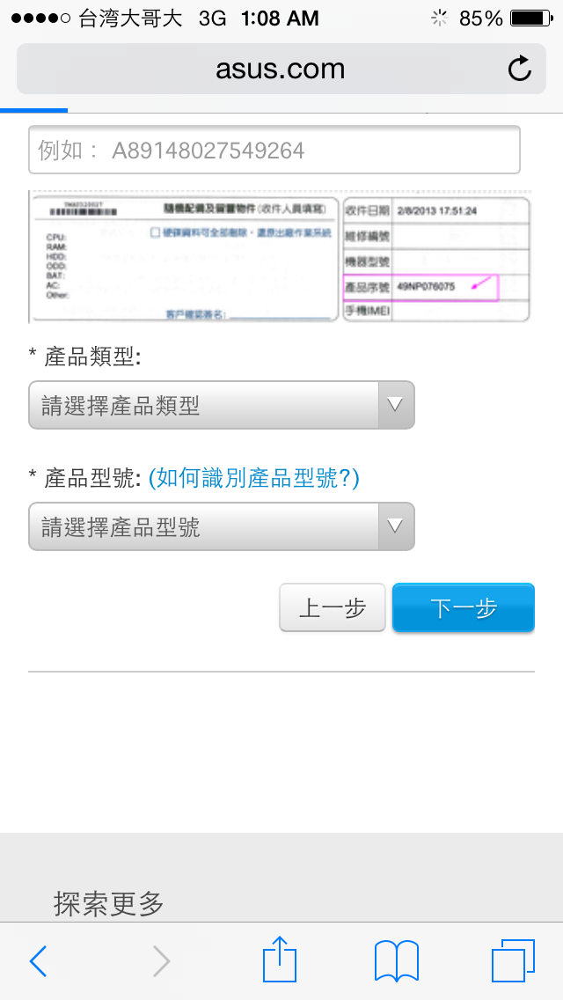 台湾大哥大 3G 1:08 AM 85%
asus.com
例如： A89148027549264
隨機配備及留置物件(收件人員填寫)
硬碟資料可全部刪除，還原出廠作業系統
CPU:
RAM:
HDD:
ODD:
BAT:
AC:
Other:
客戶確認簽名:
收件日期 2/8/2013 17:51:24
維修編號
機器型號
產品序號 49NP076075
手機IMEI
* 產品類型:
請選擇產品類型
* 產品型號: (如何識別產品型號?)
請選擇產品型號
上一步 下一步
探索更多